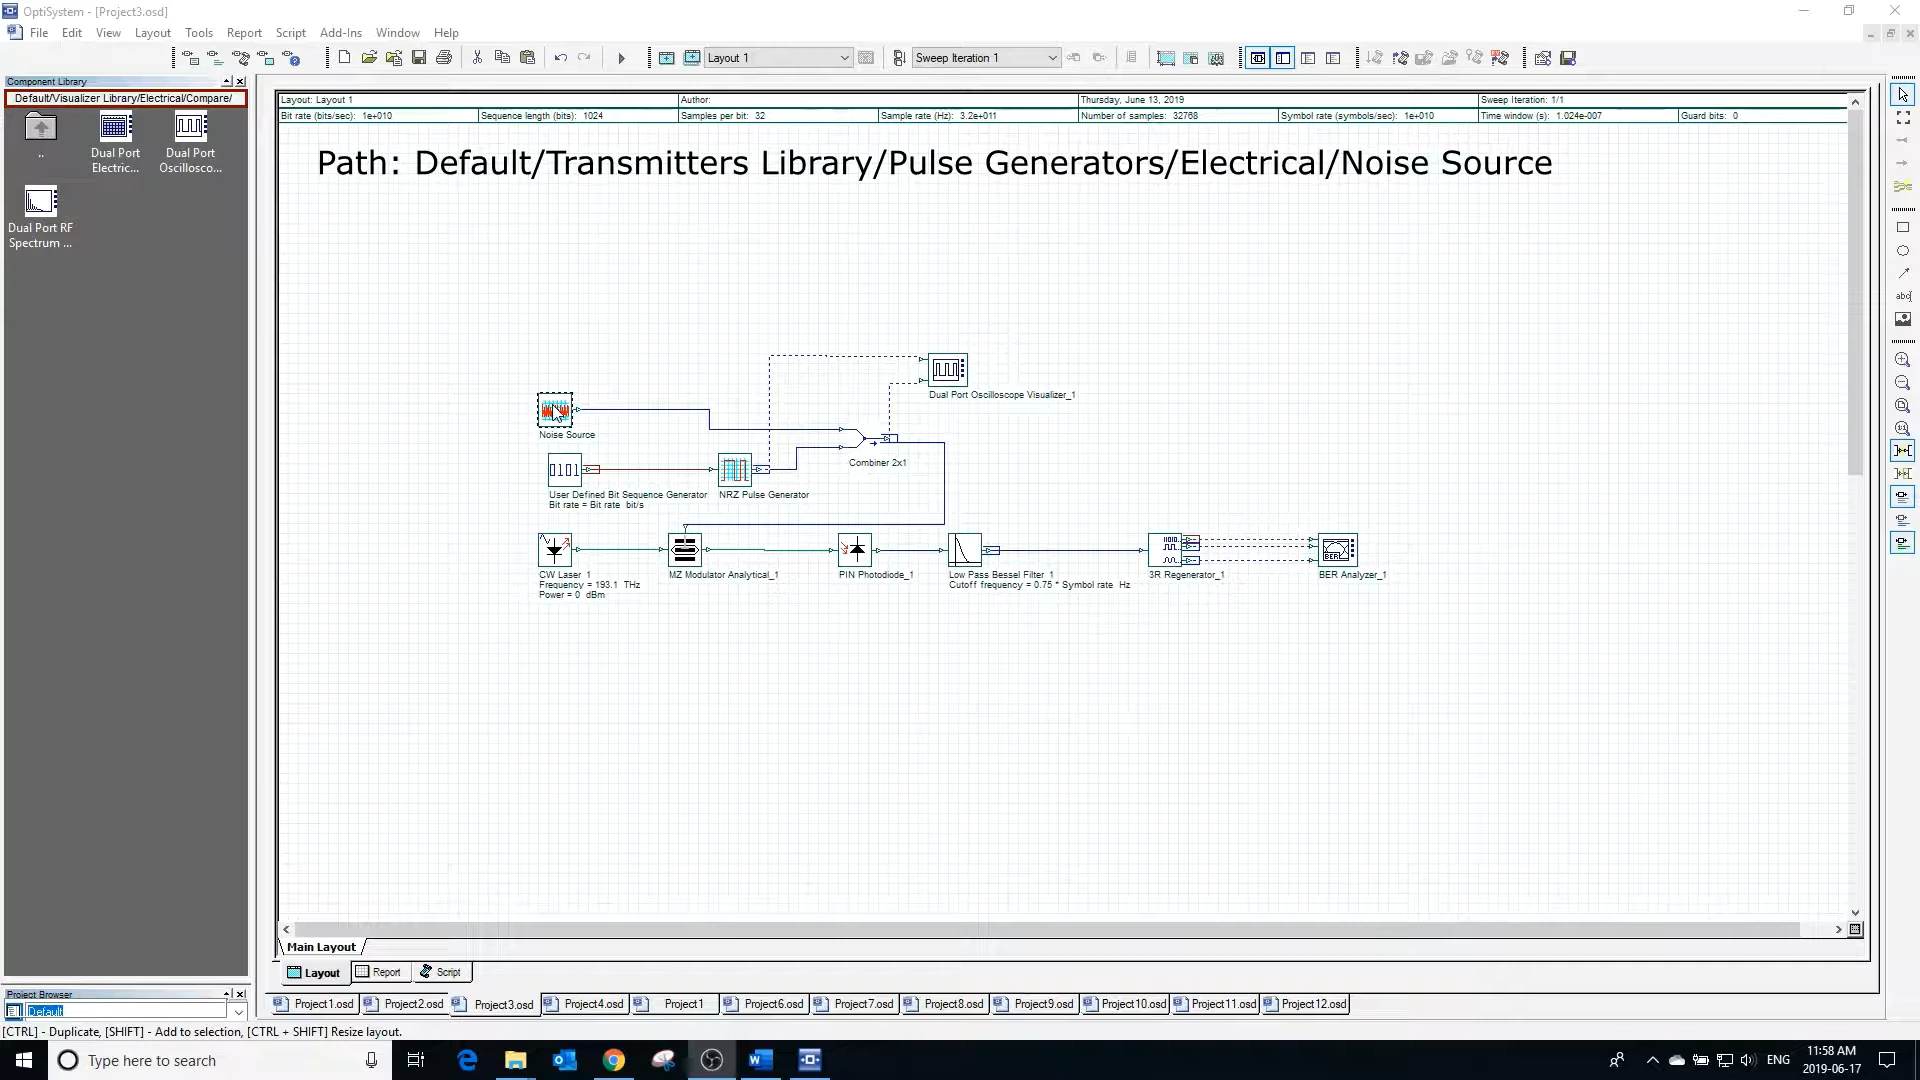 OptiSystem - [Project3.osd]
File Edit View Layout Tools Report Script Add-Ins Window Help
Layout 1
Sweep Iteration 1
Component Library
Default/Visualizer Library/Electrical/Compare/
..
Dual Port Electric...
Dual Port Oscillosco...
Dual Port RF Spectrum ...
Layout: Layout 1
Author:
Thursday, June 13, 2019
Sweep Iteration: 1/1
Bit rate (bits/sec): 1e+010
Sequence length (bits): 1024
Samples per bit: 32
Sample rate (Hz): 3.2e+011
Number of samples: 32768
Symbol rate (symbols/sec): 1e+010
Time window (s): 1.024e-007
Guard bits: 0
Path: Default/Transmitters Library/Pulse Generators/Electrical/Noise Source
Dual Port Oscilloscope Visualizer_1
Noise Source
Combiner 2x1
0101
User Defined Bit Sequence Generator
Bit rate = Bit rate bit/s
NRZ Pulse Generator
CW Laser 1
Frequency = 193.1 THz
Power = 0 dBm
MZ Modulator Analytical_1
PIN Photodiode_1
Low Pass Bessel Filter 1
Cutoff frequency = 0.75 * Symbol rate Hz
3R Regenerator_1
BER
BER Analyzer_1
Main Layout
Layout Report Script
Project Browser
Default
Project1.osd Project2.osd Project3.osd Project4.osd Project1 Project6.osd Project7.osd Project8.osd Project9.osd Project10.osd Project11.osd Project12.osd
[CTRL] - Duplicate, [SHIFT] - Add to selection, [CTRL + SHIFT] Resize layout.
Type here to search
ENG
11:58 AM
2019-06-17